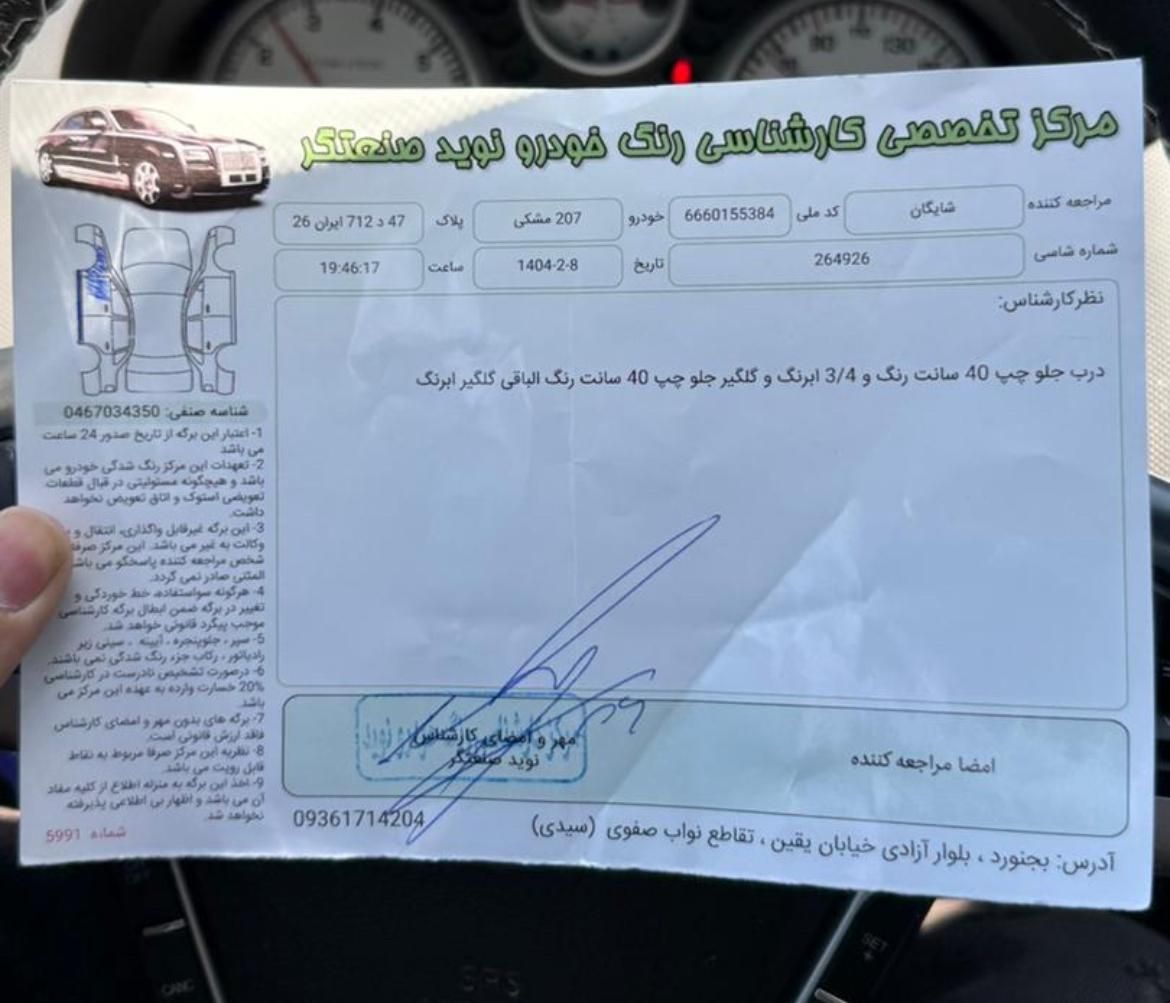 مرکز تخصصی کارشناسی رنگ خودرو نوید صنعتگر
مراجعه کننده شایگان کد ملی 6660155384 خودرو 207 مشکی پلاک 47 د 712 ایران 26
شماره شاسی 264926 تاریخ 1404-2-8 ساعت 19:46:17
نظرکارشناس:
درب جلو چپ 40 سانت رنگ و 3/4 ابرنگ و گلگیر جلو چپ 40 سانت رنگ الباقی گلگیر ابرنگ
شناسه صنفی: 0467034350
1- اعتبار این برگه از تاریخ صدور 24 ساعت
می باشد
2- تعهدات این مرکز رنگ شدگی خودرو می
باشد و هیچگونه مسئولیتی در قبال قطعات
تعویضی استوک و اتاق تعویض نخواهد
داشت.
3- این برگه غیرقابل واگذاری، انتقال و
وکالت به غیر می باشد. این مرکز صرفا
شخص مراجعه کننده پاسخگو می باشد
المثنی صادر نمی گردد.
4- هرگونه سواستفاده، خط خوردگی و
تغییر در برگه ضمن ابطال برگه کارشناسی
موجب پیگرد قانونی خواهد شد.
5- سپر ، جلوپنجره ، آیینه ، سینی زیر
رادیاتور ، رکاب جزء رنگ شدگی نمی باشند.
6- درصورت تشخیص نادرست در کارشناسی
20% خسارت وارده به عهده این مرکز می
باشد.
7- برگه های بدون مهر و امضای کارشناس
فاقد ارزش قانونی است.
8- نظریه این مرکز صرفا مربوط به نقاط
قابل رویت می باشد.
9- اخذ این برگه به منزله اطلاع از کلیه مفاد
آن می باشد و اظهار بی اطلاعی پذیرفته
نخواهد شد.
شماره 5991
امضا مراجعه کننده
مهر و امضای کارشناس
نوید صنعتگر
09361714204
آدرس: بجنورد ، بلوار آزادی خیابان یقین ، تقاطع نواب صفوی (سیدی)
SET
+
CANC